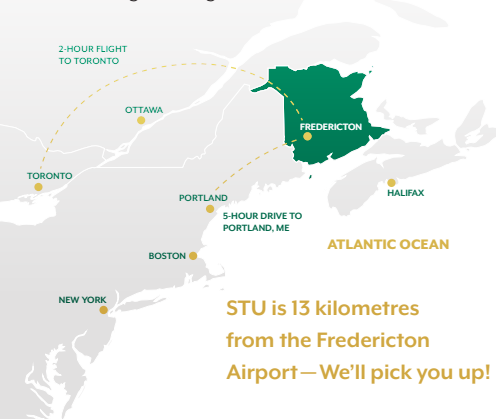 2-HOUR FLIGHT
TO TORONTO
OTTAWA
FREDERICTON
TORONTO
PORTLAND
HALIFAX
5-HOUR DRIVE TO
PORTLAND, ME
ATLANTIC OCEAN
BOSTON
NEW YORK
STU is 13 kilometres
from the Fredericton
Airport—We’ll pick you up!